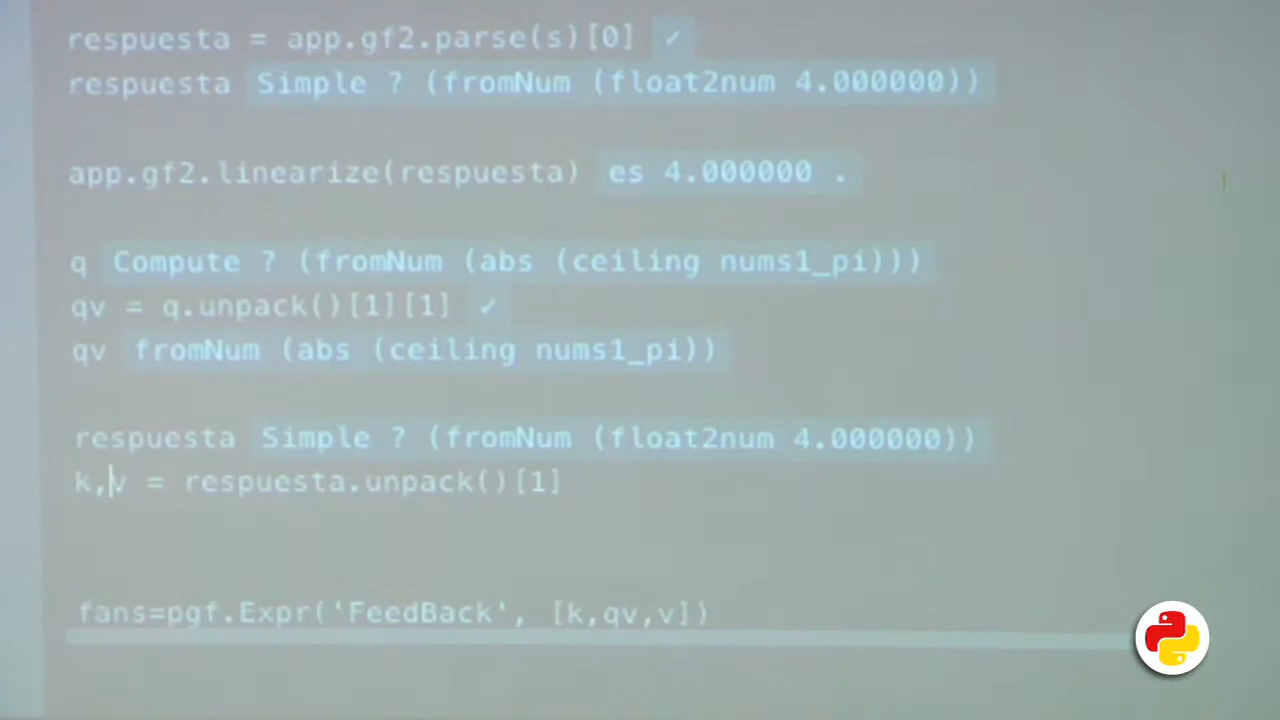 respuesta = app.gf2.parse(s)[0] ✓
respuesta Simple ? (fromNum (float2num 4.000000))
app.gf2.linearize(respuesta) es 4.000000 .
q Compute ? (fromNum (abs (ceiling nums1_pi)))
qv = q.unpack()[1][1] ✓
qv fromNum (abs (ceiling nums1_pi))
respuesta Simple ? (fromNum (float2num 4.000000))
k,v = respuesta.unpack()[1]
fans=pgf.Expr('FeedBack', [k,qv,v])